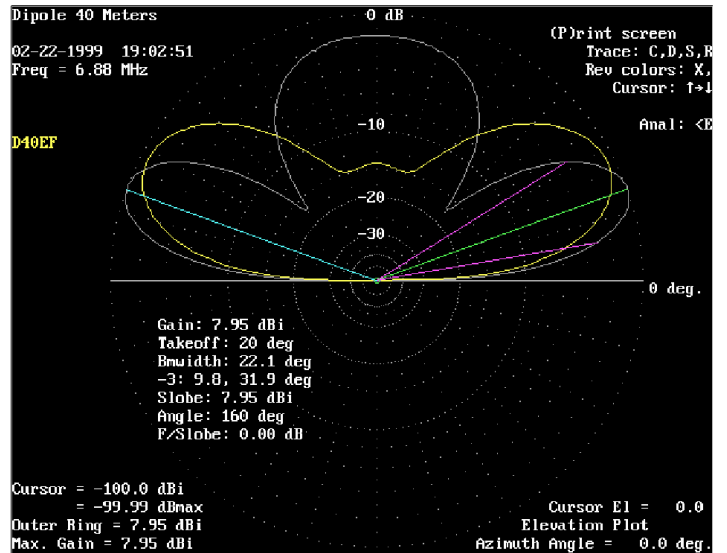 Dipole 40 Meters
0 dB
(P)rint screen
02-22-1999 19:02:51
Trace: C,D,S,R
Freq = 6.88 MHz
Rev colors: X,
Cursor: ↑→↓
-10
Anal: <E
D40EF
-20
-30
0 deg.
Gain: 7.95 dBi
Takeoff: 20 deg
Bmwidth: 22.1 deg
-3: 9.8, 31.9 deg
Slobe: 7.95 dBi
Angle: 160 deg
F/Slobe: 0.00 dB
Cursor = -100.0 dBi
= -99.99 dBmax
Cursor El = 0.0
Outer Ring = 7.95 dBi
Elevation Plot
Max. Gain = 7.95 dBi
Azimuth Angle = 0.0 deg.